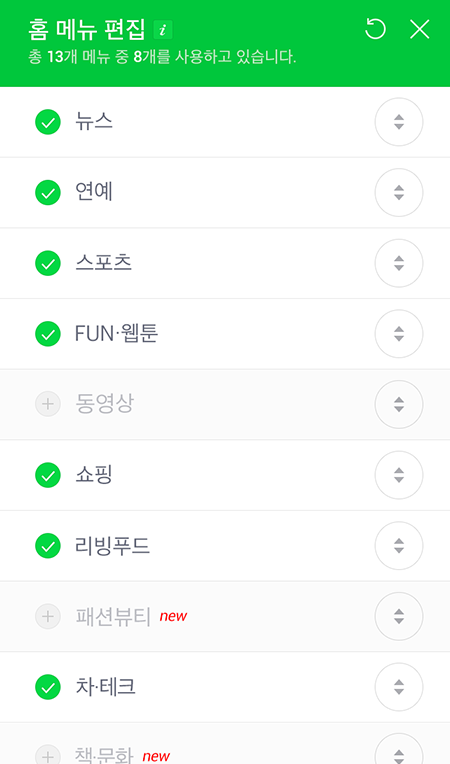 홈 메뉴 편집 i
총 13개 메뉴 중 8개를 사용하고 있습니다.
뉴스
연예
스포츠
FUN·웹툰
동영상
쇼핑
리빙푸드
패션뷰티 new
차·테크
책·문화 new